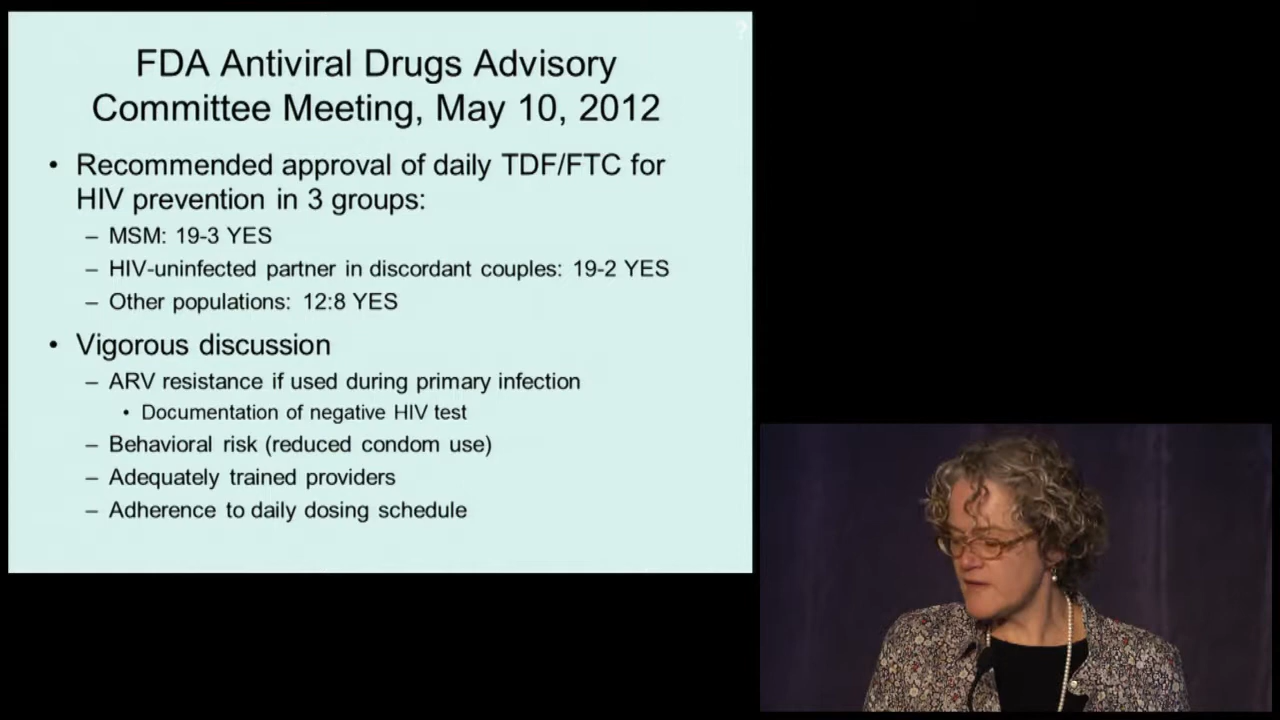 FDA Antiviral Drugs Advisory
Committee Meeting, May 10, 2012
• Recommended approval of daily TDF/FTC for
HIV prevention in 3 groups:
– MSM: 19-3 YES
– HIV-uninfected partner in discordant couples: 19-2 YES
– Other populations: 12:8 YES
• Vigorous discussion
– ARV resistance if used during primary infection
• Documentation of negative HIV test
– Behavioral risk (reduced condom use)
– Adequately trained providers
– Adherence to daily dosing schedule
?